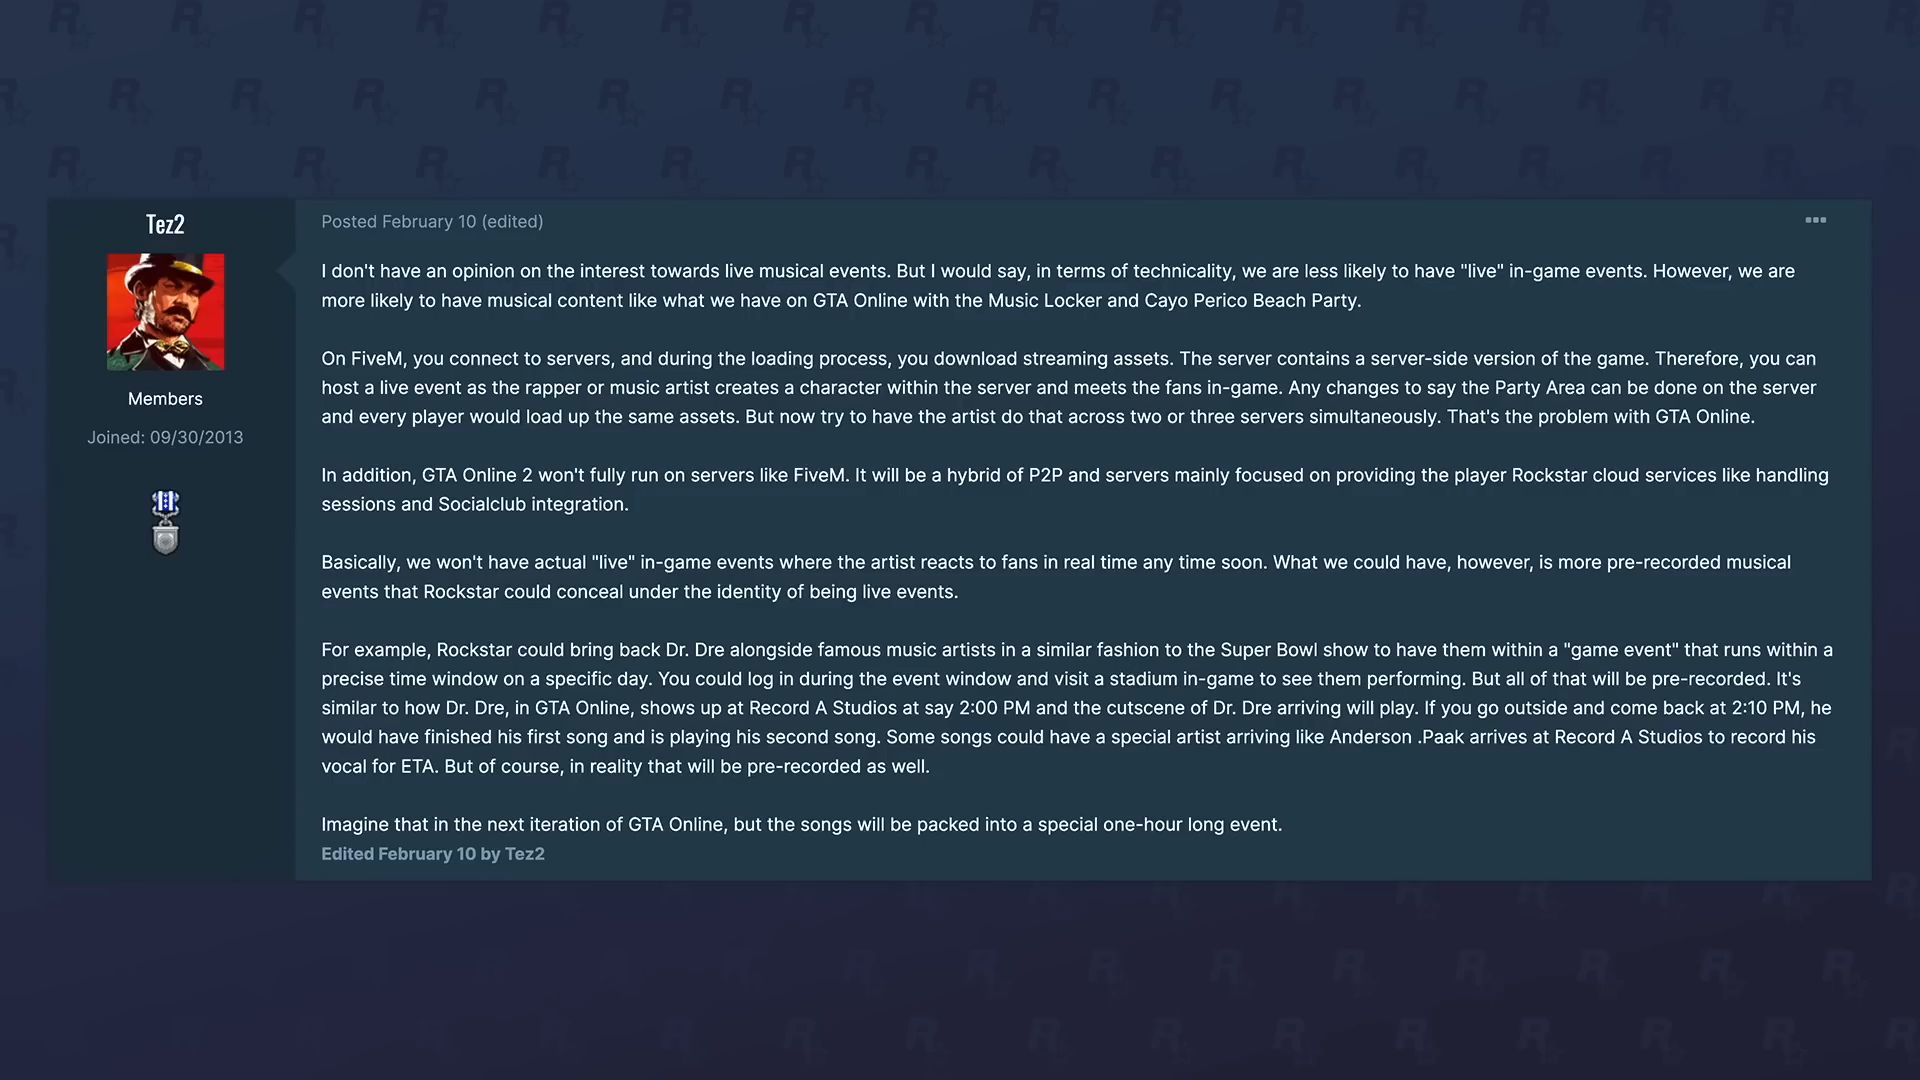 Tez2
Members
Joined: 09/30/2013
Posted February 10 (edited)
I don't have an opinion on the interest towards live musical events. But I would say, in terms of technicality, we are less likely to have "live" in-game events. However, we are
more likely to have musical content like what we have on GTA Online with the Music Locker and Cayo Perico Beach Party.
On FiveM, you connect to servers, and during the loading process, you download streaming assets. The server contains a server-side version of the game. Therefore, you can
host a live event as the rapper or music artist creates a character within the server and meets the fans in-game. Any changes to say the Party Area can be done on the server
and every player would load up the same assets. But now try to have the artist do that across two or three servers simultaneously. That's the problem with GTA Online.
In addition, GTA Online 2 won't fully run on servers like FiveM. It will be a hybrid of P2P and servers mainly focused on providing the player Rockstar cloud services like handling
sessions and Socialclub integration.
Basically, we won't have actual "live" in-game events where the artist reacts to fans in real time any time soon. What we could have, however, is more pre-recorded musical
events that Rockstar could conceal under the identity of being live events.
For example, Rockstar could bring back Dr. Dre alongside famous music artists in a similar fashion to the Super Bowl show to have them within a "game event" that runs within a
precise time window on a specific day. You could log in during the event window and visit a stadium in-game to see them performing. But all of that will be pre-recorded. It's
similar to how Dr. Dre, in GTA Online, shows up at Record A Studios at say 2:00 PM and the cutscene of Dr. Dre arriving will play. If you go outside and come back at 2:10 PM, he
would have finished his first song and is playing his second song. Some songs could have a special artist arriving like Anderson .Paak arrives at Record A Studios to record his
vocal for ETA. But of course, in reality that will be pre-recorded as well.
Imagine that in the next iteration of GTA Online, but the songs will be packed into a special one-hour long event.
Edited February 10 by Tez2